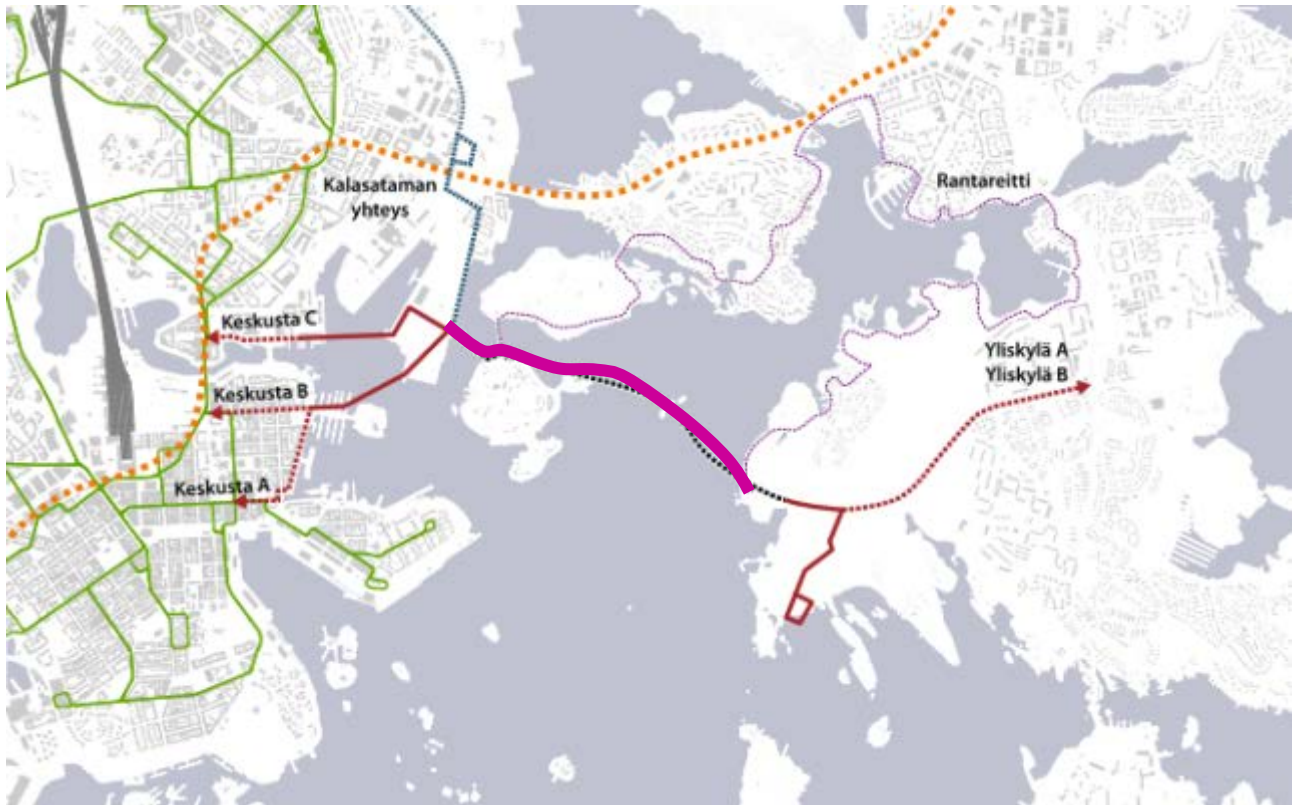 Kalasataman
yhteys
Rantareitti
Keskusta C
Yliskylä A
Yliskylä B
Keskusta B
Keskusta A